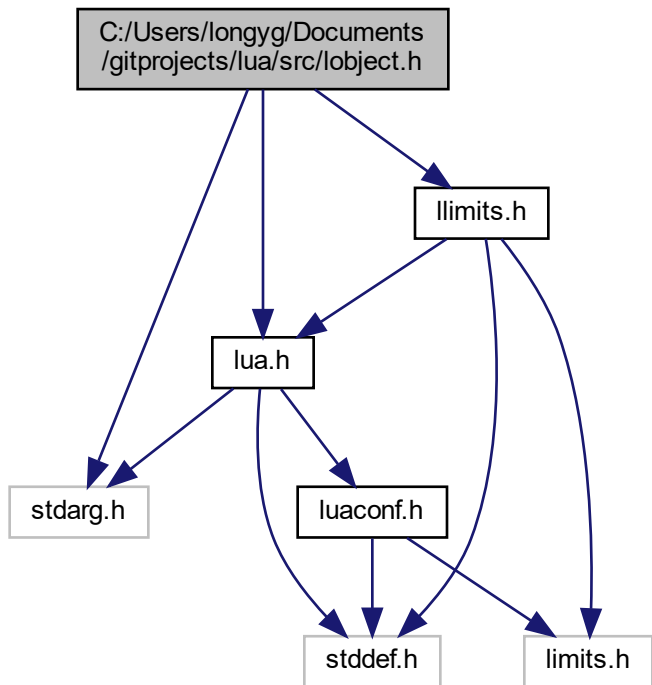 C:/Users/longyg/Documents
/gitprojects/lua/src/lobject.h
llimits.h
lua.h
stdarg.h
luaconf.h
stddef.h
limits.h